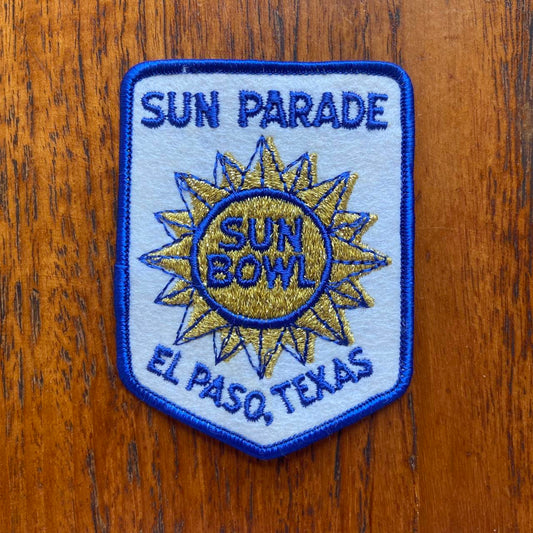 SUN PARADE
SUN
BOWL
EL PASO, TEXAS